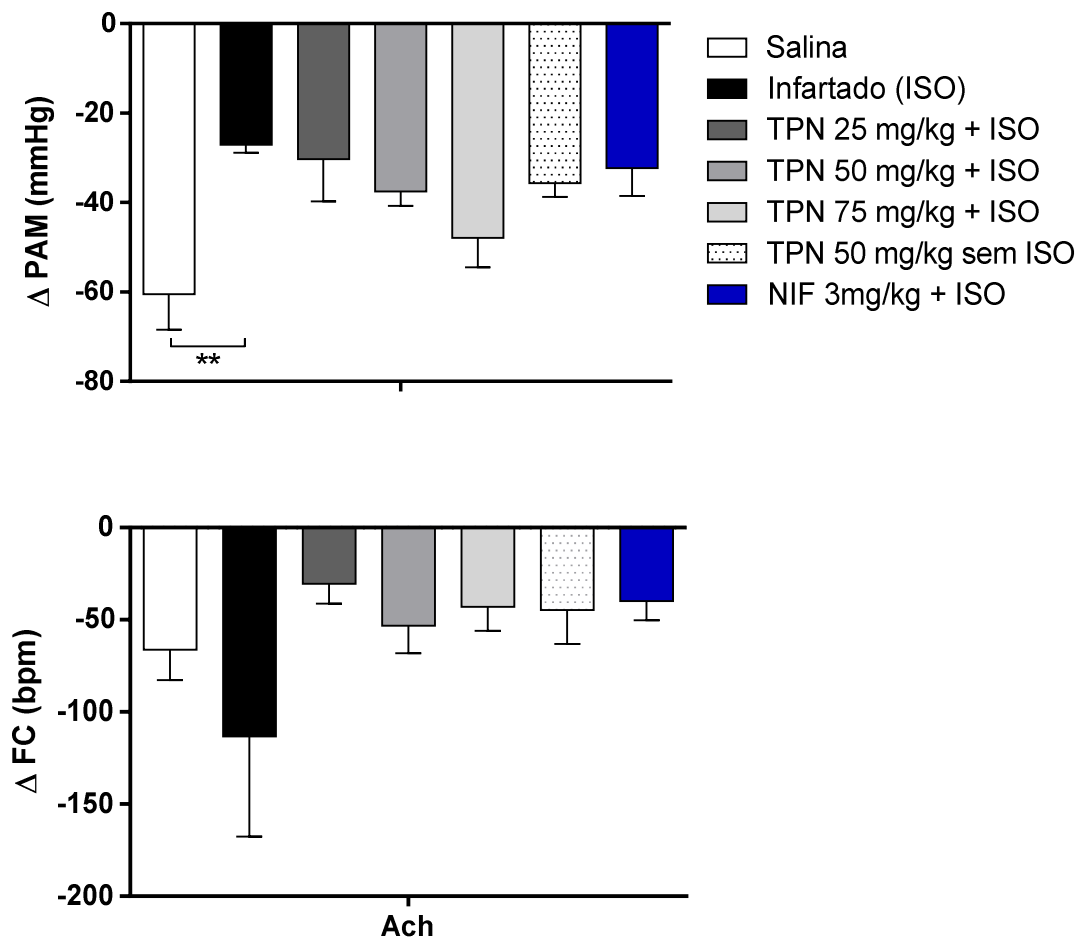 0
-20
-40
-60
-80
Δ PAM (mmHg)
**
Salina
Infartado (ISO)
TPN 25 mg/kg + ISO
TPN 50 mg/kg + ISO
TPN 75 mg/kg + ISO
TPN 50 mg/kg sem ISO
NIF 3mg/kg + ISO
0
-50
-100
-150
-200
Δ FC (bpm)
Ach